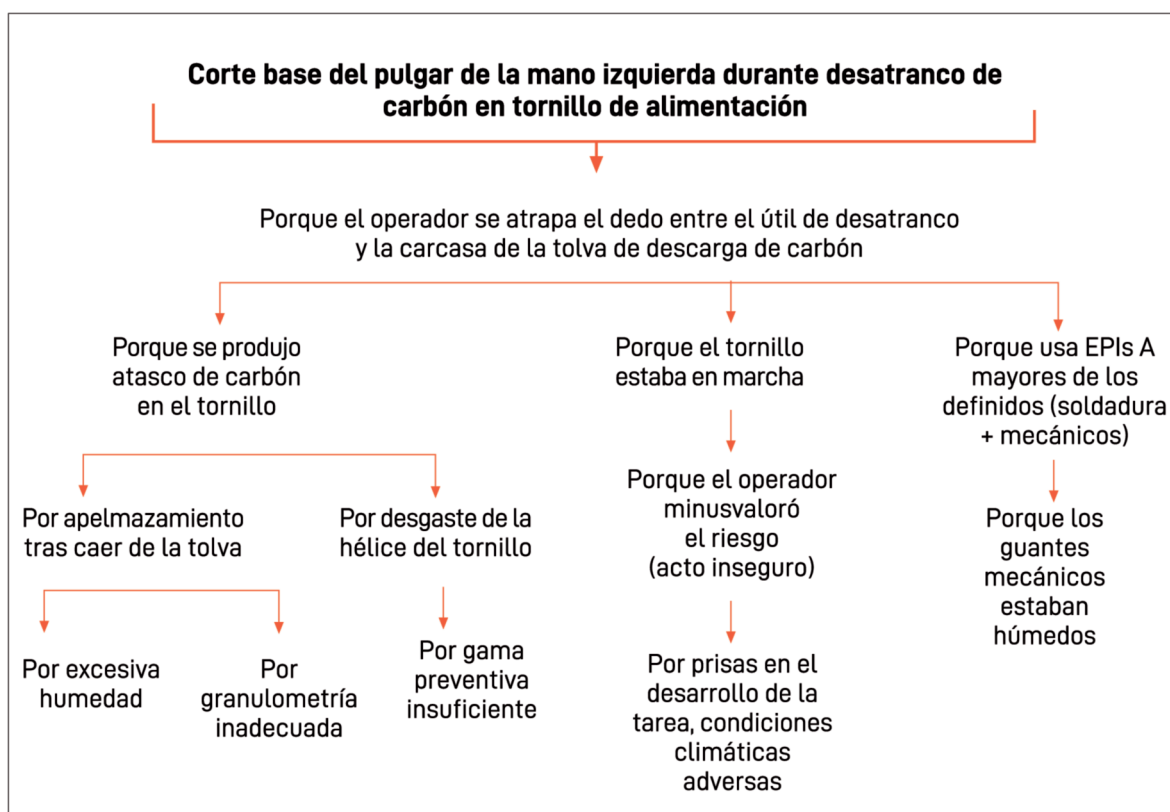 Corte base del pulgar de la mano izquierda durante desatranco de
carbón en tornillo de alimentación
Porque el operador se atrapa el dedo entre el útil de desatranco
y la carcasa de la tolva de descarga de carbón
Porque se produjo
atasco de carbón
en el tornillo
Porque el tornillo
estaba en marcha
Porque usa EPIs A
mayores de los
definidos (soldadura
+ mecánicos)
Por apelmazamiento
tras caer de la tolva
Por desgaste de la
hélice del tornillo
Porque el operador
minusvaloró
el riesgo
(acto inseguro)
Porque los
guantes
mecánicos
estaban
húmedos
Por excesiva
humedad
Por
granulometría
inadecuada
Por gama
preventiva
insuficiente
Por prisas en el
desarrollo de la
tarea, condiciones
climáticas
adversas